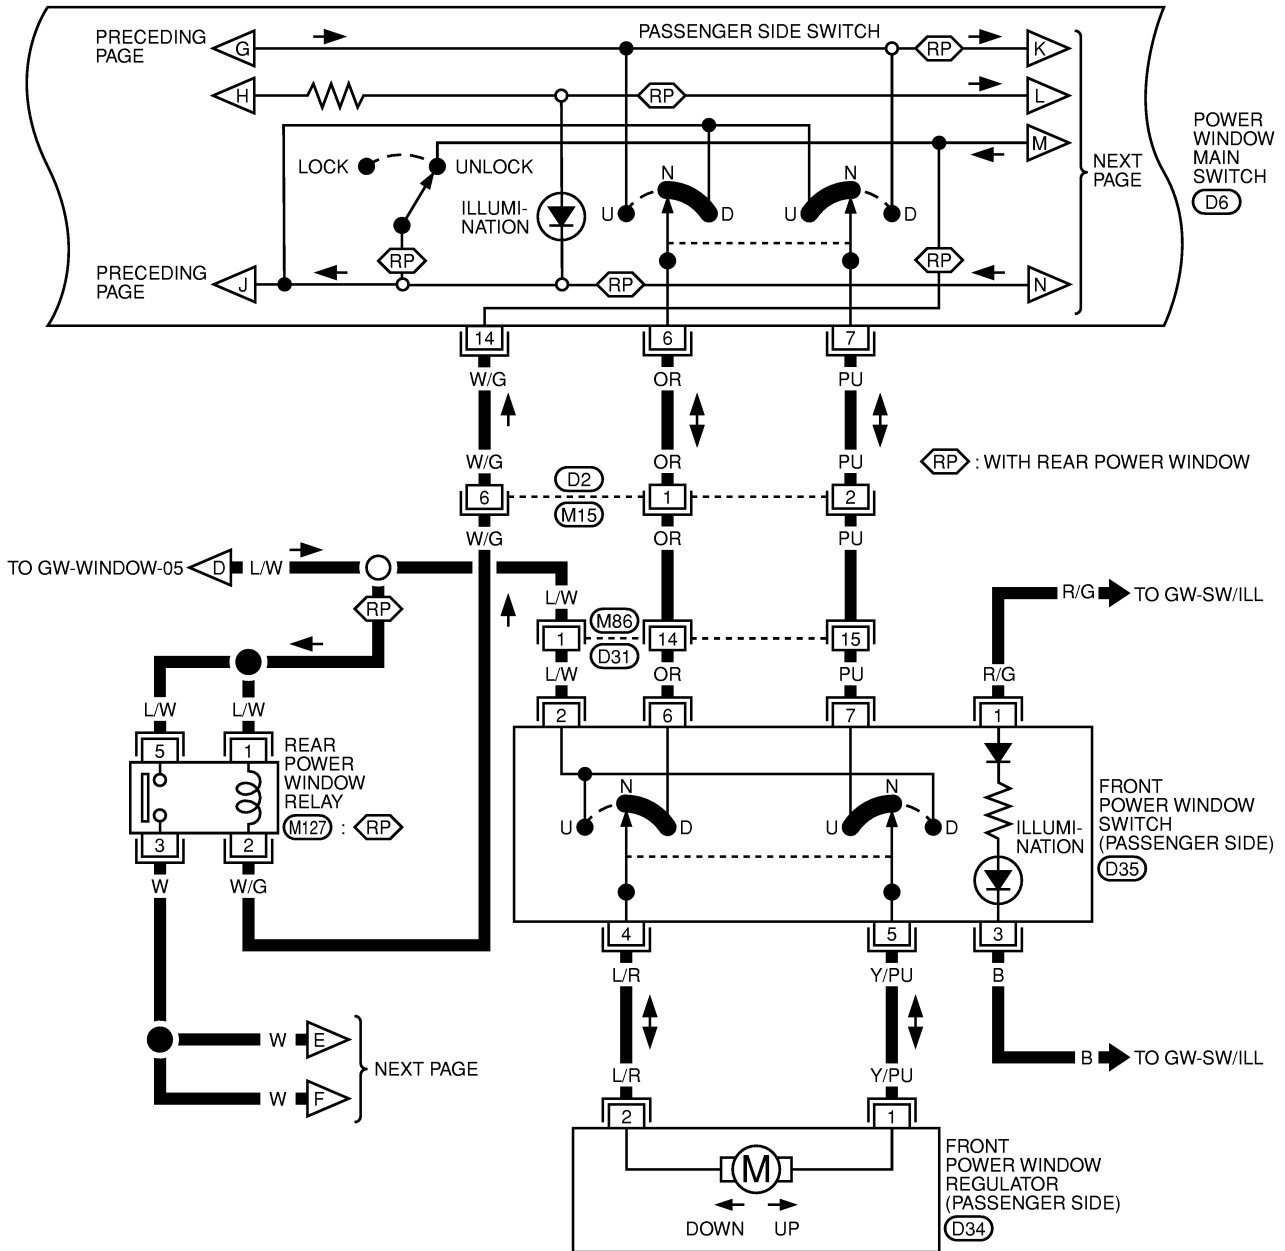 PRECEDING
PAGE
G
PASSENGER SIDE SWITCH
RP
K
H
RP
L
M
LOCK
UNLOCK
ILLUMI-
NATION
U
N
D
U
N
D
RP
RP
PRECEDING
PAGE
J
RP
N
NEXT
PAGE
POWER
WINDOW
MAIN
SWITCH
D6
14
6
7
W/G
OR
PU
W/G
OR
PU
RP : WITH REAR POWER WINDOW
6
D2
M15
1
2
W/G
OR
PU
TO GW-WINDOW-05
D
L/W
RP
L/W
1
M86
D31
14
15
L/W
OR
PU
R/G
TO GW-SW/ILL
R/G
L/W
L/W
2
6
7
1
5
1
REAR
POWER
WINDOW
RELAY
M127 : RP
3
2
W
W/G
U
N
D
U
N
D
ILLUMI-
NATION
FRONT
POWER WINDOW
SWITCH
(PASSENGER SIDE)
D35
4
5
3
L/R
Y/PU
B
W
E
W
F
NEXT PAGE
L/R
Y/PU
B
TO GW-SW/ILL
2
1
M
DOWN
UP
FRONT
POWER WINDOW
REGULATOR
(PASSENGER SIDE)
D34